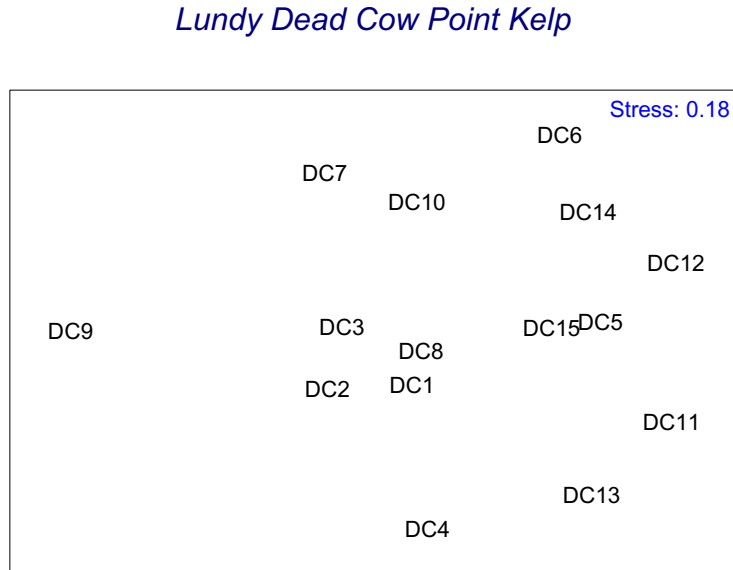 Lundy Dead Cow Point Kelp
Stress: 0.18
DC6
DC7
DC10
DC14
DC12
DC9
DC3
DC15
DC5
DC8
DC2
DC1
DC11
DC13
DC4